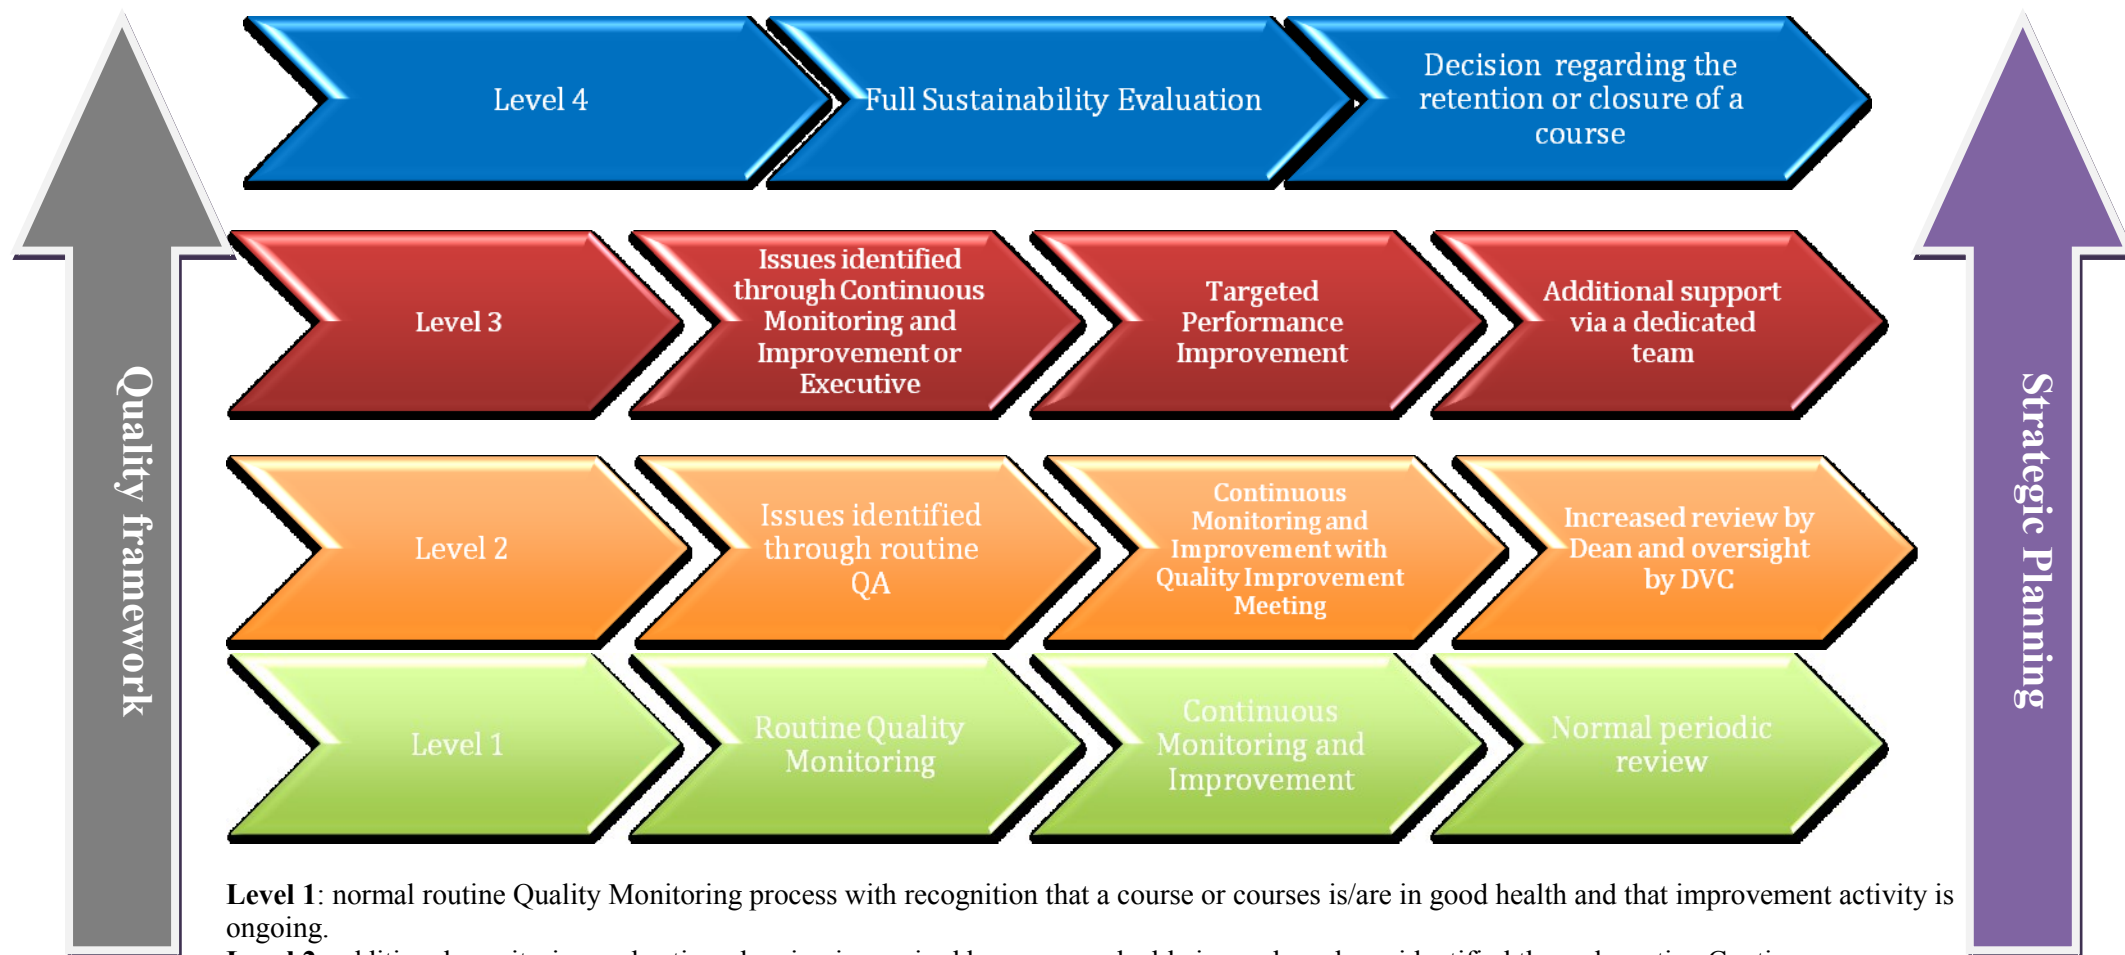 Level 4
Full Sustainability Evaluation
Decision regarding the
retention or closure of a
course
Level 3
Issues identified
through Continuous
Monitoring and
Improvement or
Executive
Targeted
Performance
Improvement
Additional support
via a dedicated
team
Level 2
Issues identified
through routine
QA
Continuous
Monitoring and
Improvement with
Quality Improvement
Meeting
Increased review by
Dean and oversight
by DVC
Level 1
Routine Quality
Monitoring
Continuous
Monitoring and
Improvement
Normal periodic
review
Quality framework
Strategic Planning
Level 1: normal routine Quality Monitoring process with recognition that a course or courses is/are in good health and that improvement activity is
ongoing.